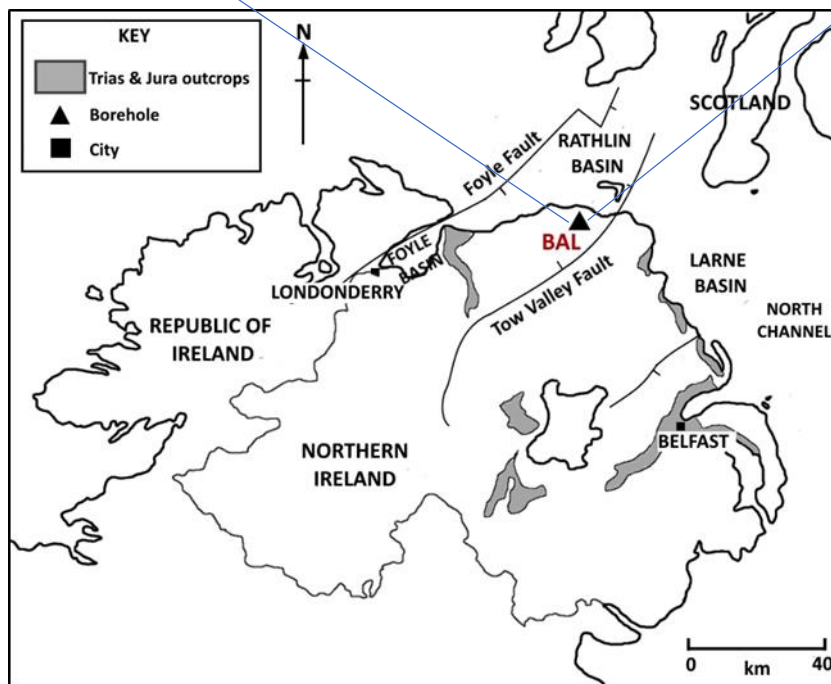 KEY
Trias & Jura outcrops
Borehole
City
N
SCOTLAND
RATHLIN
BASIN
Foyle Fault
BAL
FOYLE
BASIN
LONDONDERRY
Tow Valley Fault
LARNE
BASIN
NORTH
CHANNEL
REPUBLIC OF
IRELAND
NORTHERN
IRELAND
BELFAST
0 40
km